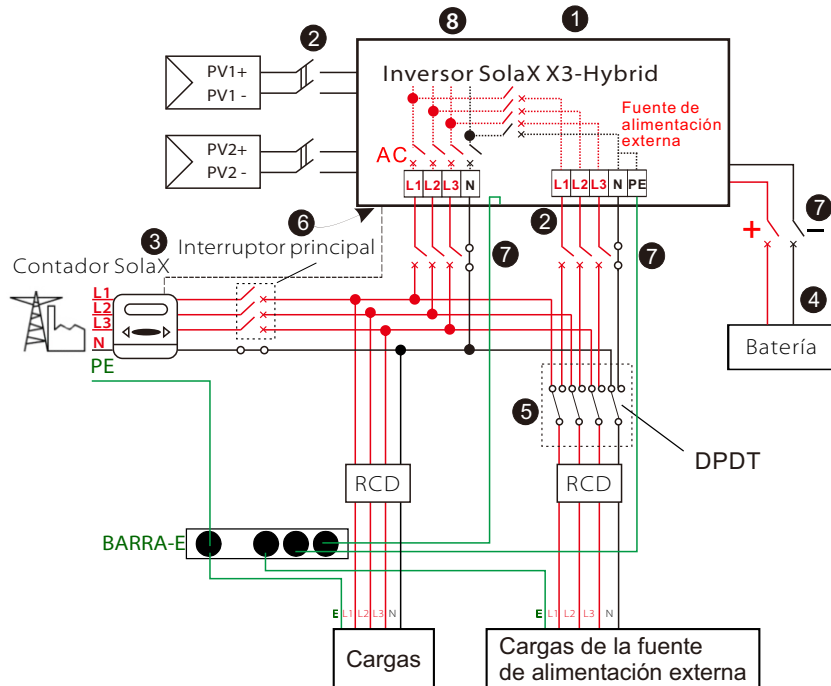 8
1
2
PV1+
PV1 -
PV2+
PV2 -
Inversor SolaX X3-Hybrid
Fuente de
alimentación
externa
AC
L1 L2 L3 N
L1 L2 L3 N PE
3
6
2
7
7
7
+
−
Contador SolaX
Interruptor principal
L1
L2
L3
N
PE
4
Batería
5
DPDT
RCD
RCD
BARRA-E
E L1 L2 L3 N
E L1 L2 L3 N
Cargas
Cargas de la fuente
de alimentación externa